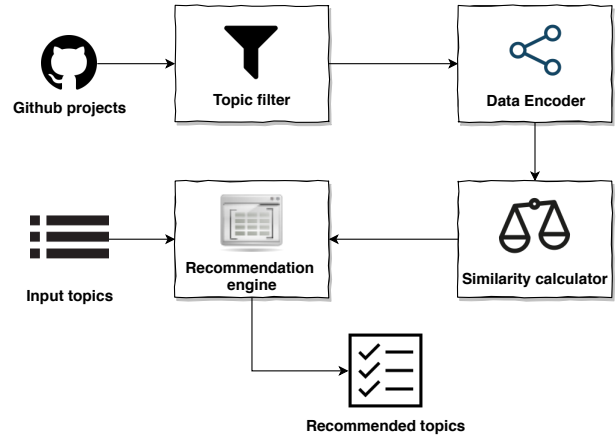 Github projects
Topic filter
Data Encoder
Input topics
Recommendation
engine
Similarity calculator
Recommended topics